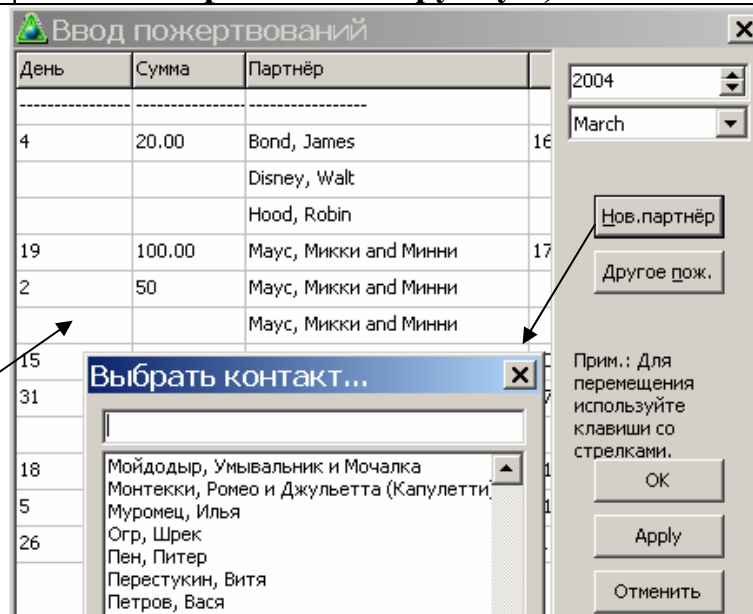 Ввод пожертвований
День Сумма Партнёр
4 20.00 Bond, James 16
Disney, Walt
Hood, Robin
19 100.00 Маус, Микки and Минни 17
2 50 Маус, Микки and Минни
Маус, Микки and Минни
15
31
18
5
26
2004
March
Нов.партнёр
Другое пож.
Прим.: Для
перемещения
используйте
клавиши со
стрелками.
OK
Apply
Отменить
Выбрать контакт...
Мойдодыр, Умывальник и Мочалка
Монтекки, Ромео и Джульетта (Капулетти)
Муромец, Илья
Огр, Шрек
Пен, Питер
Перестукин, Витя
Петров, Вася